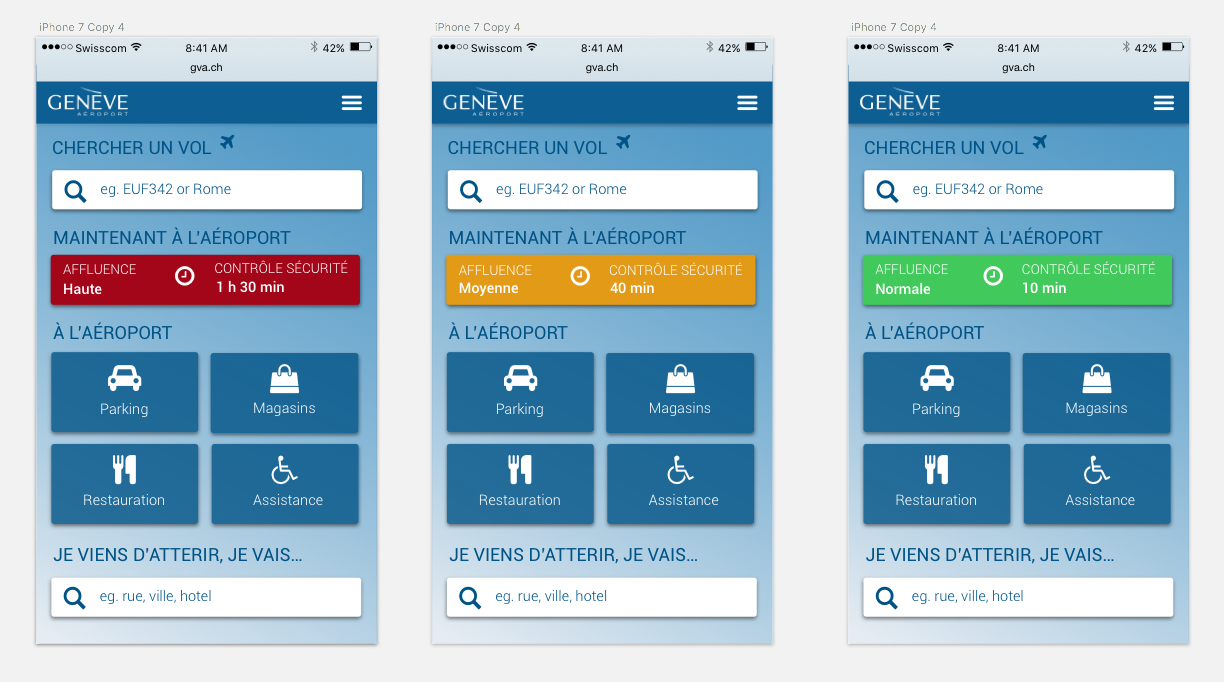 iPhone 7 Copy 4
Swisscom 8:41 AM 42%
gva.ch
GENÈVE
AÉROPORT
CHERCHER UN VOL
eg. EUF342 or Rome
MAINTENANT À L'AÉROPORT
AFFLUENCE CONTRÔLE SÉCURITÉ
Haute 1 h 30 min
À L'AÉROPORT
Parking Magasins
Restauration Assistance
JE VIENS D'ATTERIR, JE VAIS...
eg. rue, ville, hotel
iPhone 7 Copy 4
Swisscom 8:41 AM 42%
gva.ch
GENÈVE
AÉROPORT
CHERCHER UN VOL
eg. EUF342 or Rome
MAINTENANT À L'AÉROPORT
AFFLUENCE CONTRÔLE SÉCURITÉ
Moyenne 40 min
À L'AÉROPORT
Parking Magasins
Restauration Assistance
JE VIENS D'ATTERIR, JE VAIS...
eg. rue, ville, hotel
iPhone 7 Copy 4
Swisscom 8:41 AM 42%
gva.ch
GENÈVE
AÉROPORT
CHERCHER UN VOL
eg. EUF342 or Rome
MAINTENANT À L'AÉROPORT
AFFLUENCE CONTRÔLE SÉCURITÉ
Normale 10 min
À L'AÉROPORT
Parking Magasins
Restauration Assistance
JE VIENS D'ATTERIR, JE VAIS...
eg. rue, ville, hotel